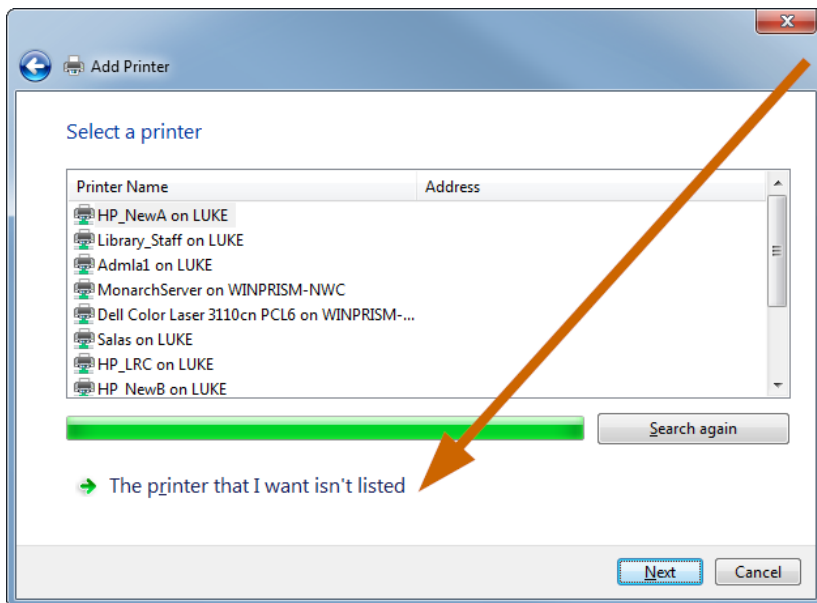 Add Printer
Select a printer
Printer Name Address
HP_NewA on LUKE
Library_Staff on LUKE
Admla1 on LUKE
MonarchServer on WINPRISM-NWC
Dell Color Laser 3110cn PCL6 on WINPRISM-...
Salas on LUKE
HP_LRC on LUKE
HP_NewB on LUKE
Search again
The printer that I want isn't listed
Next Cancel